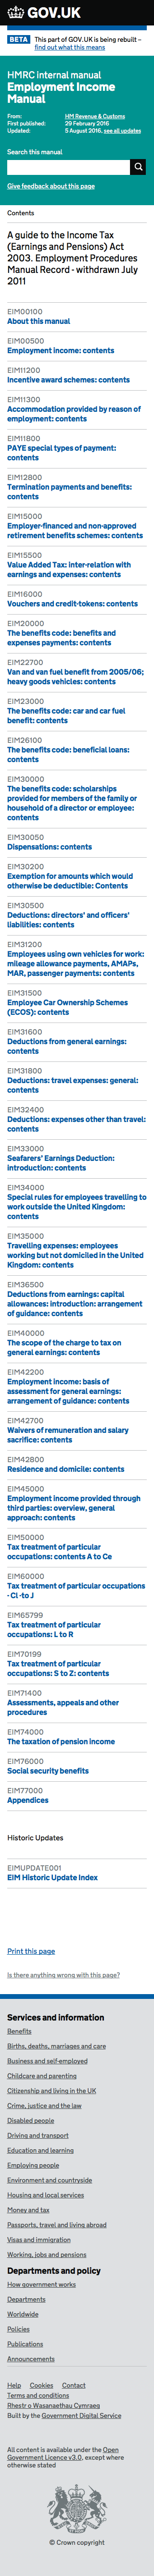 GOV.UK
BETA This part of GOV.UK is being rebuilt –
find out what this means
HMRC internal manual
Employment Income
Manual
From: HM Revenue & Customs
First published: 29 February 2016
Updated: 5 August 2016, see all updates
Search this manual
Give feedback about this page
Contents
A guide to the Income Tax
(Earnings and Pensions) Act
2003. Employment Procedures
Manual Record - withdrawn July
2011
EIM00100
About this manual
EIM00500
Employment income: contents
EIM11200
Incentive award schemes: contents
EIM11300
Accommodation provided by reason of
employment: contents
EIM11800
PAYE special types of payment:
contents
EIM12800
Termination payments and benefits:
contents
EIM15000
Employer-financed and non-approved
retirement benefits schemes: contents
EIM15500
Value Added Tax: inter-relation with
earnings and expenses: contents
EIM16000
Vouchers and credit-tokens: contents
EIM20000
The benefits code: benefits and
expenses payments: contents
EIM22700
Van and van fuel benefit from 2005/06;
heavy goods vehicles: contents
EIM23000
The benefits code: car and car fuel
benefit: contents
EIM26100
The benefits code: beneficial loans:
contents
EIM30000
The benefits code: scholarships
provided for members of the family or
household of a director or employee:
contents
EIM30050
Dispensations: contents
EIM30200
Exemption for amounts which would
otherwise be deductible: Contents
EIM30500
Deductions: directors' and officers'
liabilities: contents
EIM31200
Employees using own vehicles for work:
mileage allowance payments, AMAPs,
MAR, passenger payments: contents
EIM31500
Employee Car Ownership Schemes
(ECOS): contents
EIM31600
Deductions from general earnings:
contents
EIM31800
Deductions: travel expenses: general:
contents
EIM32400
Deductions: expenses other than travel:
contents
EIM33000
Seafarers' Earnings Deduction:
introduction: contents
EIM34000
Special rules for employees travelling to
work outside the United Kingdom:
contents
EIM35000
Travelling expenses: employees
working but not domiciled in the United
Kingdom: contents
EIM36500
Deductions from earnings: capital
allowances: introduction: arrangement
of guidance: contents
EIM40000
The scope of the charge to tax on
general earnings: contents
EIM42200
Employment income: basis of
assessment for general earnings:
arrangement of guidance: contents
EIM42700
Waivers of remuneration and salary
sacrifice: contents
EIM42800
Residence and domicile: contents
EIM45000
Employment income provided through
third parties: overview, general
approach: contents
EIM50000
Tax treatment of particular
occupations: contents A to Ce
EIM60000
Tax treatment of particular occupations
- Cl -to J
EIM65799
Tax treatment of particular
occupations: L to R
EIM70199
Tax treatment of particular
occupations: S to Z: contents
EIM71400
Assessments, appeals and other
procedures
EIM74000
The taxation of pension income
EIM76000
Social security benefits
EIM77000
Appendices
Historic Updates
EIMUPDATE001
EIM Historic Update Index
Print this page
Is there anything wrong with this page?
Services and information
Benefits
Births, deaths, marriages and care
Business and self-employed
Childcare and parenting
Citizenship and living in the UK
Crime, justice and the law
Disabled people
Driving and transport
Education and learning
Employing people
Environment and countryside
Housing and local services
Money and tax
Passports, travel and living abroad
Visas and immigration
Working, jobs and pensions
Departments and policy
How government works
Departments
Worldwide
Policies
Publications
Announcements
Help Cookies Contact
Terms and conditions
Rhestr o Wasanaethau Cymraeg
Built by the Government Digital Service
All content is available under the Open
Government Licence v3.0, except where
otherwise stated
© Crown copyright